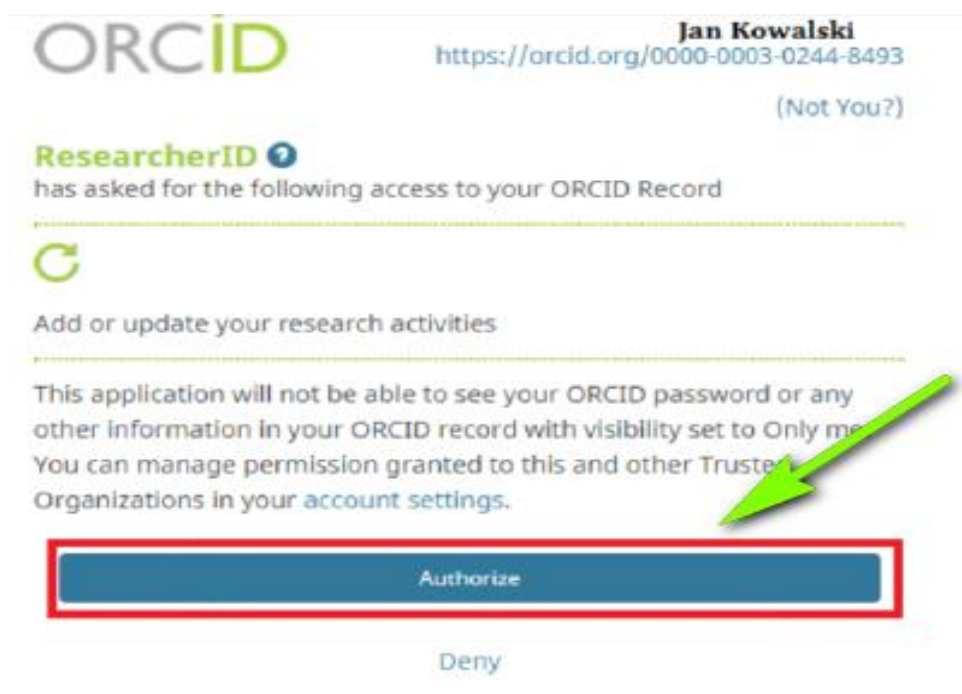 ORCID
Jan Kowalski
https://orcid.org/0000-0003-0244-8493
(Not You?)
ResearcherID ?
has asked for the following access to your ORCID Record
Add or update your research activities
This application will not be able to see your ORCID password or any
other information in your ORCID record with visibility set to Only me
You can manage permission granted to this and other Truste
Organizations in your account settings.
Authorize
Deny